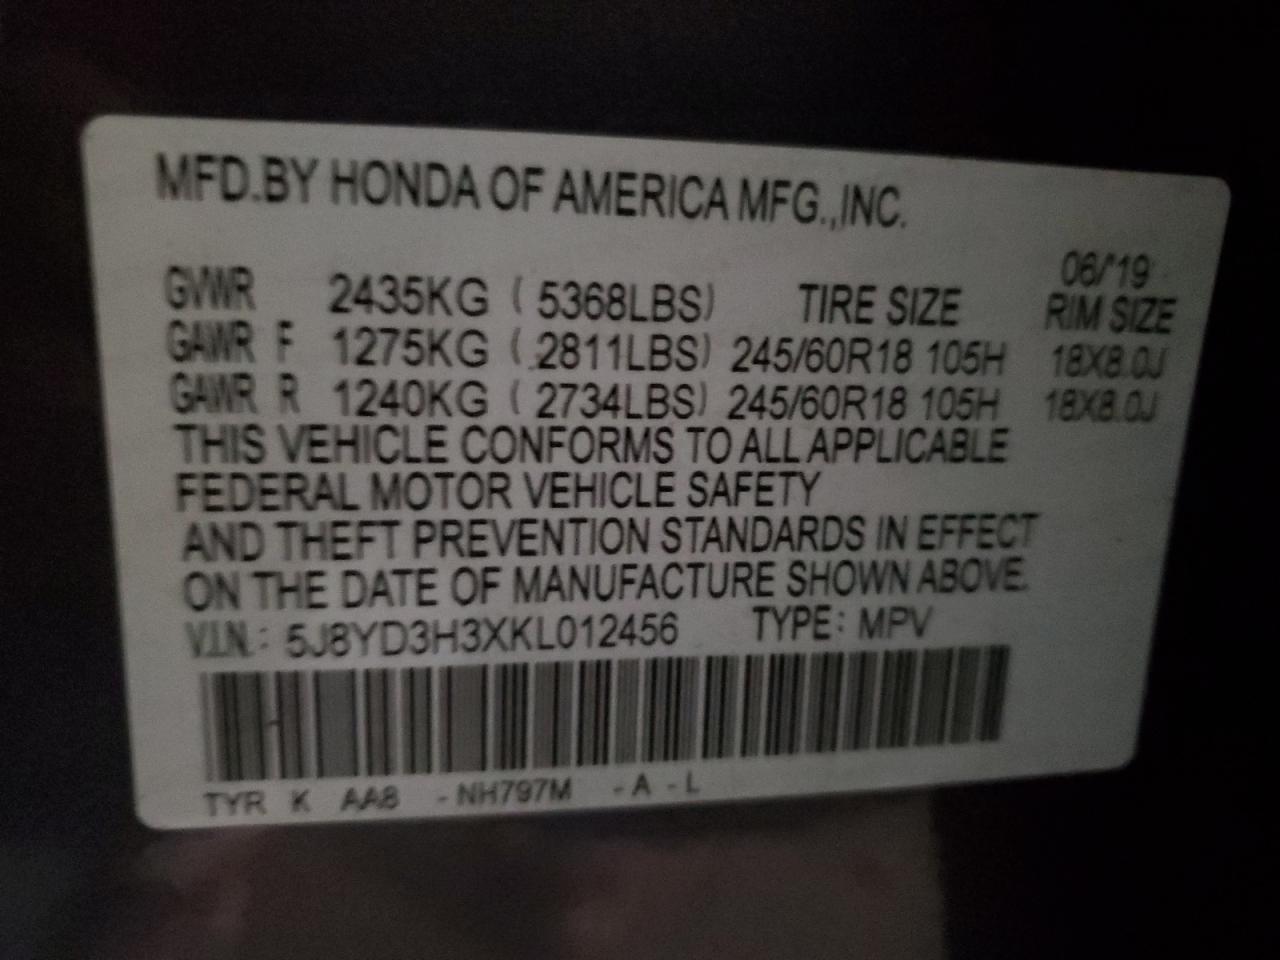 MFD.BY HONDA OF AMERICA MFG.,INC.
06/'19
GVWR 2435KG ( 5368LBS) TIRE SIZE RIM SIZE
GAWR F 1275KG ( 2811LBS) 245/60R18 105H 18X8.0J
GAWR R 1240KG ( 2734LBS) 245/60R18 105H 18X8.0J
THIS VEHICLE CONFORMS TO ALL APPLICABLE
FEDERAL MOTOR VEHICLE SAFETY
AND THEFT PREVENTION STANDARDS IN EFFECT
ON THE DATE OF MANUFACTURE SHOWN ABOVE.
V.I.N.: 5J8YD3H3XKL012456 TYPE: MPV
TYR K AA8 -NH797M -A -L